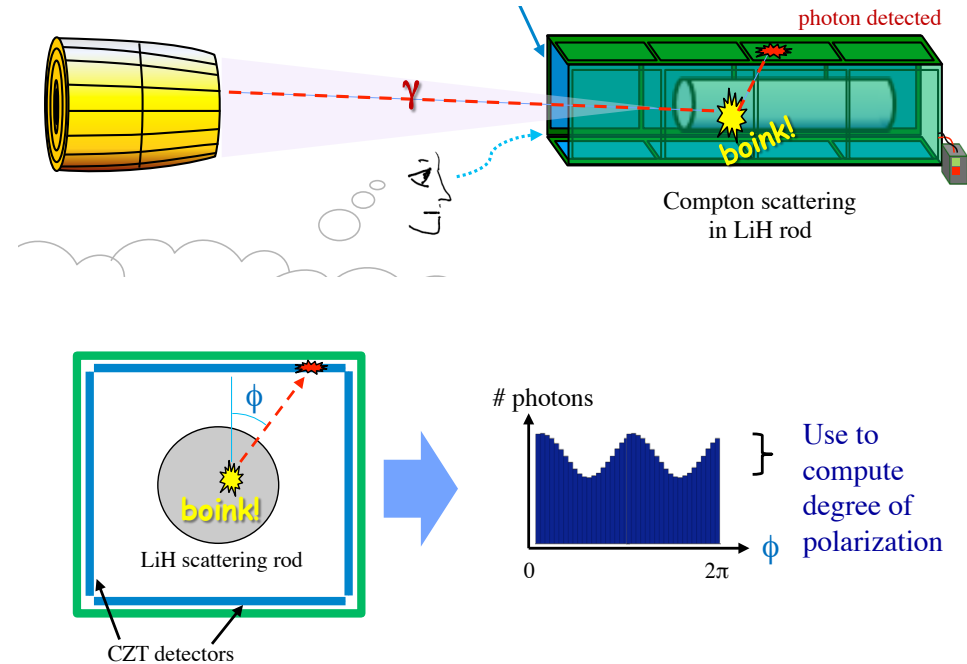 photon detected
γ
boink!
Compton scattering
in LiH rod
ϕ
boink!
LiH scattering rod
CZT detectors
# photons
0
2π
ϕ
Use to
compute
degree of
polarization